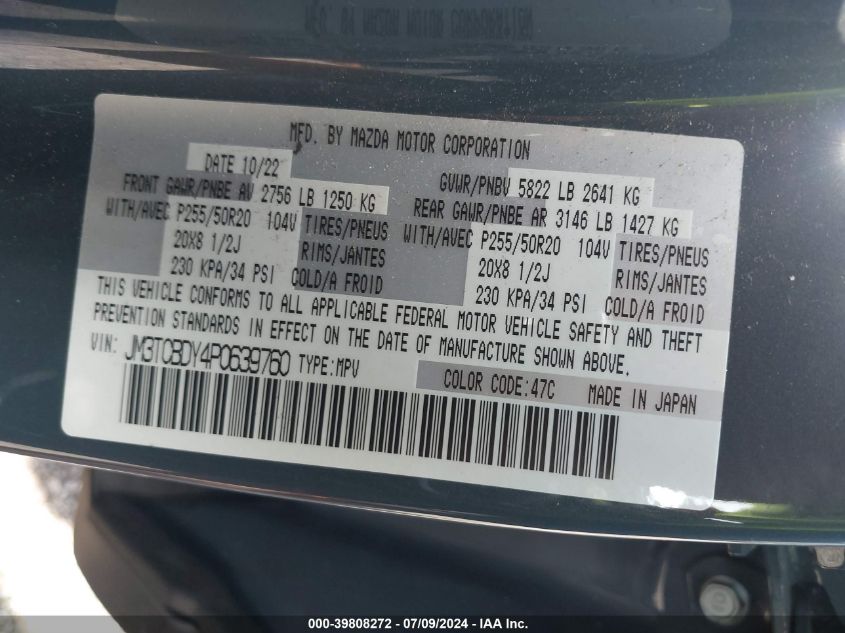 MFD. BY MAZDA MOTOR CORPORATION
DATE 10/22
GVWR/PNBV 5822 LB 2641 KG
FRONT GAWR/PNBE AV 2756 LB 1250 KG
REAR GAWR/PNBE AR 3146 LB 1427 KG
WITH/AVEC P255/50R20 104V TIRES/PNEUS
WITH/AVEC P255/50R20 104V TIRES/PNEUS
20X8 1/2J RIMS/JANTES
20X8 1/2J RIMS/JANTES
230 KPA/34 PSI COLD/A FROID
230 KPA/34 PSI COLD/A FROID
THIS VEHICLE CONFORMS TO ALL APPLICABLE FEDERAL MOTOR VEHICLE SAFETY AND THEFT
PREVENTION STANDARDS IN EFFECT ON THE DATE OF MANUFACTURE SHOWN ABOVE.
VIN: JM3TCBDY4P0639760 TYPE:MPV
COLOR CODE:47C MADE IN JAPAN
000-39808272 - 07/09/2024 - IAA Inc.